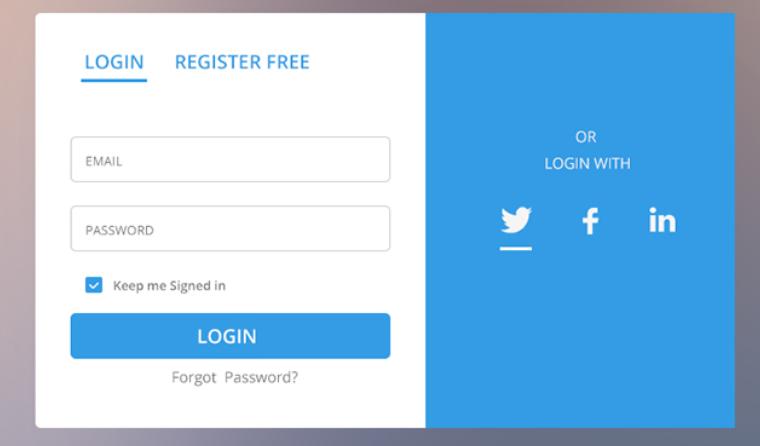 LOGIN REGISTER FREE
EMAIL
PASSWORD
Keep me Signed in
LOGIN
Forgot Password?
OR
LOGIN WITH
f
in